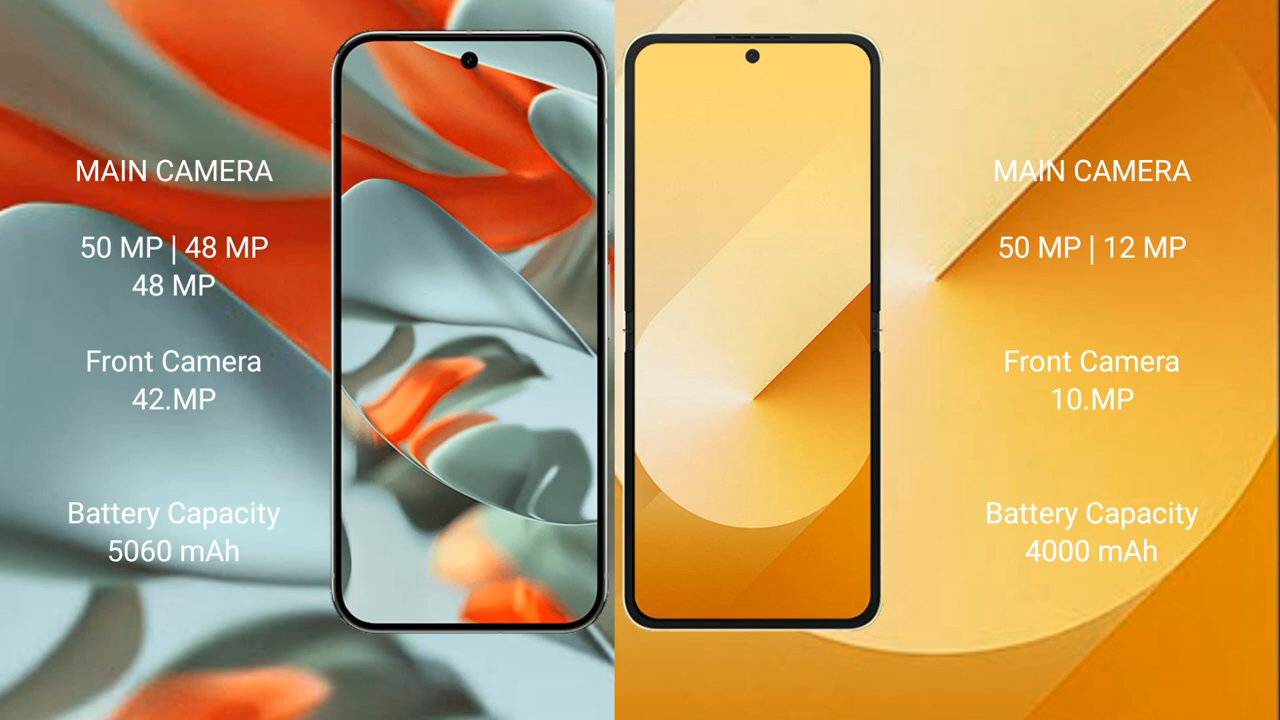 MAIN CAMERA
50 MP | 48 MP
48 MP
Front Camera
42.MP
Battery Capacity
5060 mAh
MAIN CAMERA
50 MP | 12 MP
Front Camera
10.MP
Battery Capacity
4000 mAh